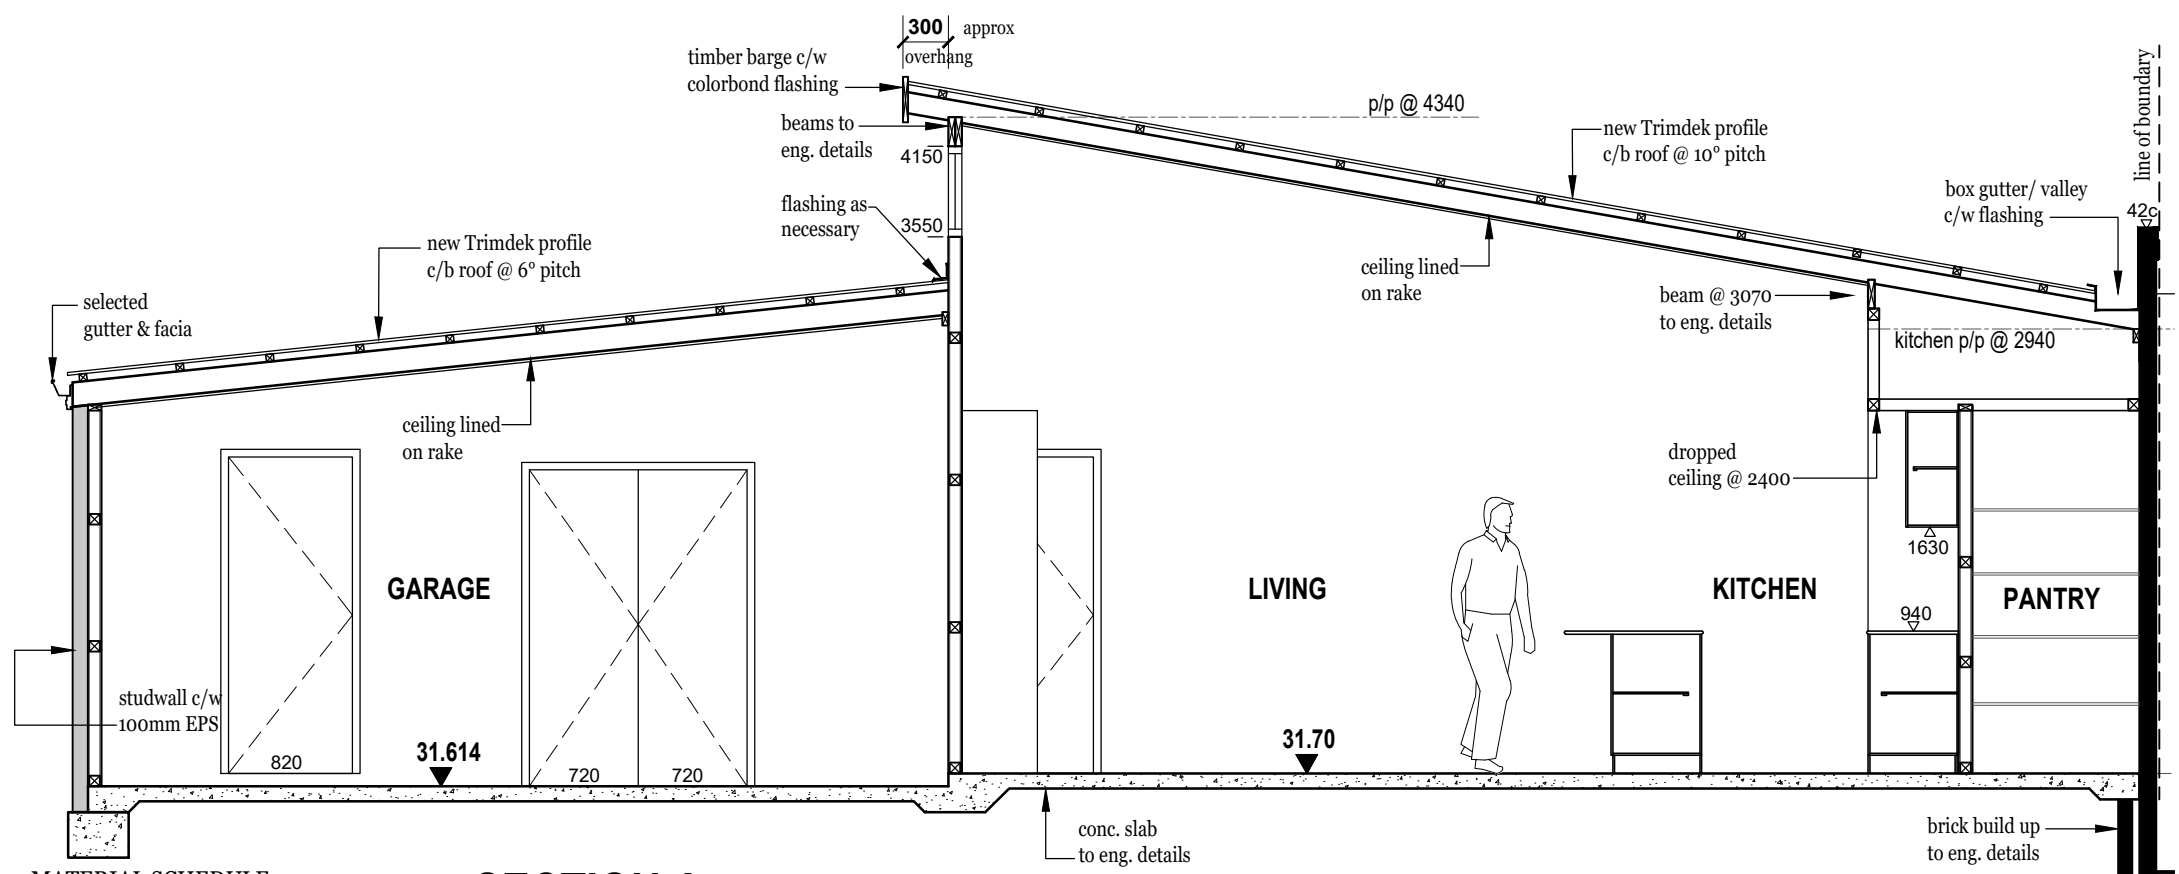 300 approx
overhang
timber barge c/w
colorbond flashing
beams to
eng. details
4150
p/p @ 4340
new Trimdek profile
c/b roof @ 10° pitch
line of boundary
box gutter/ valley
c/w flashing
42c
flashing as
necessary
3550
new Trimdek profile
c/b roof @ 6° pitch
ceiling lined
on rake
selected
gutter & facia
beam @ 3070
to eng. details
kitchen p/p @ 2940
ceiling lined
on rake
dropped
ceiling @ 2400
1630
GARAGE
LIVING
KITCHEN
PANTRY
940
studwall c/w
100mm EPS
31.614
31.70
820
720
720
conc. slab
to eng. details
brick build up
to eng. details
MATERIAL SCHEDULE